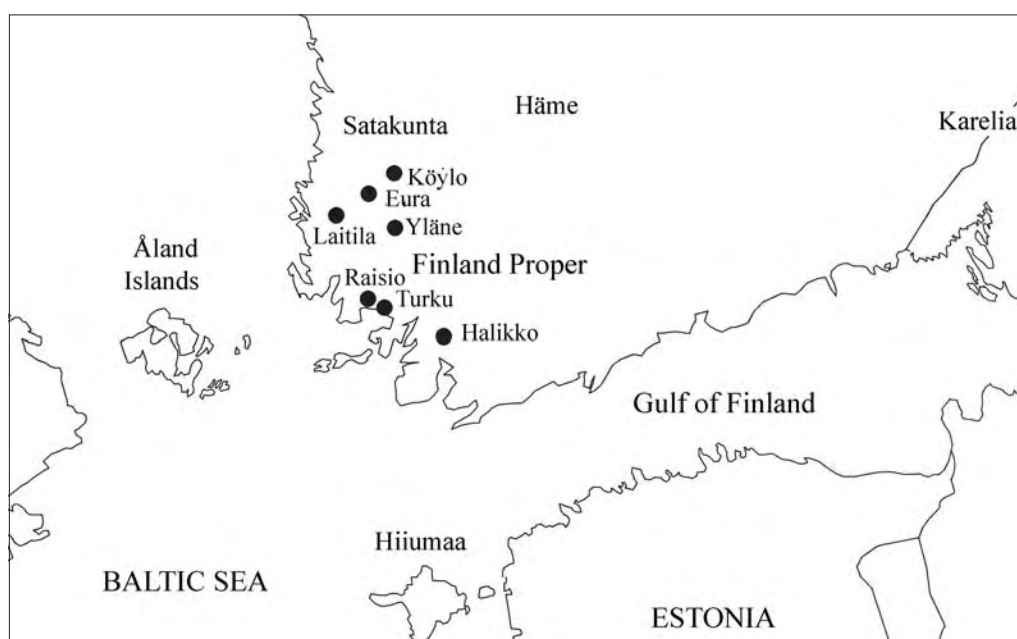 Häme
Karelia
Satakunta
Köylo
Eura
Laitila
Yläne
Åland
Islands
Finland Proper
Raisio
Turku
Halikko
Gulf of Finland
Hiiumaa
BALTIC SEA
ESTONIA